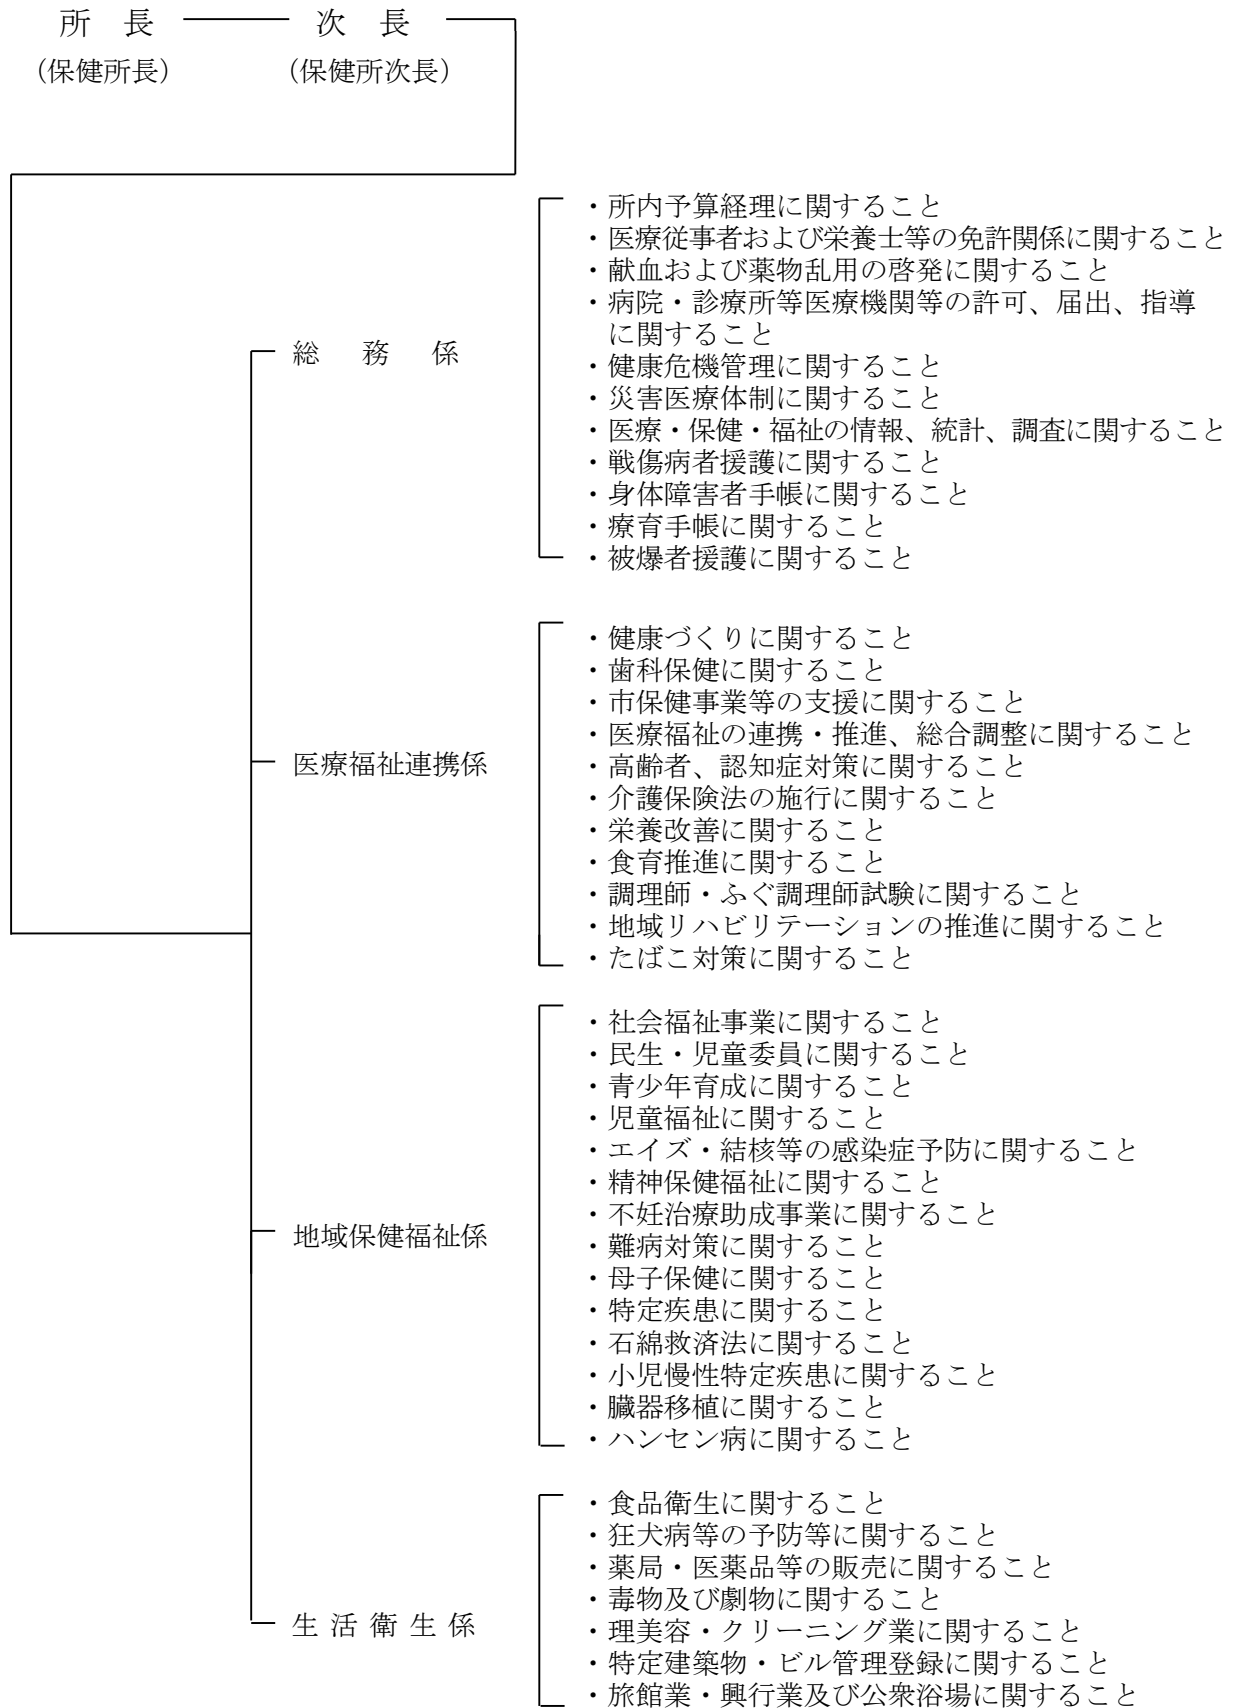 所 長 次 長
(保健所長) (保健所次長)
総 務 係
・所内予算経理に関すること
・医療従事者および栄養士等の免許関係に関すること
・献血および薬物乱用の啓発に関すること
・病院・診療所等医療機関等の許可、届出、指導
に関すること
・健康危機管理に関すること
・災害医療体制に関すること
・医療・保健・福祉の情報、統計、調査に関すること
・戦傷病者援護に関すること
・身体障害者手帳に関すること
・療育手帳に関すること
・被爆者援護に関すること
医療福祉連携係
・健康づくりに関すること
・歯科保健に関すること
・市保健事業等の支援に関すること
・医療福祉の連携・推進、総合調整に関すること
・高齢者、認知症対策に関すること
・介護保険法の施行に関すること
・栄養改善に関すること
・食育推進に関すること
・調理師・ふぐ調理師試験に関すること
・地域リハビリテーションの推進に関すること
・たばこ対策に関すること
地域保健福祉係
・社会福祉事業に関すること
・民生・児童委員に関すること
・青少年育成に関すること
・児童福祉に関すること
・エイズ・結核等の感染症予防に関すること
・精神保健福祉に関すること
・不妊治療助成事業に関すること
・難病対策に関すること
・母子保健に関すること
・特定疾患に関すること
・石綿救済法に関すること
・小児慢性特定疾患に関すること
・臓器移植に関すること
・ハンセン病に関すること
生 活 衛 生 係
・食品衛生に関すること
・狂犬病等の予防等に関すること
・薬局・医薬品等の販売に関すること
・毒物及び劇物に関すること
・理美容・クリーニング業に関すること
・特定建築物・ビル管理登録に関すること
・旅館業・興行業及び公衆浴場に関すること